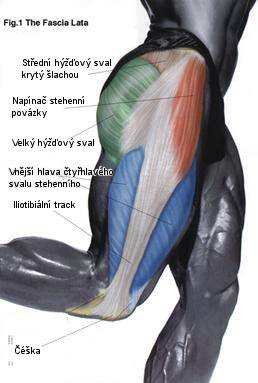 Fig.1 The Fascia Lata
Střední hýžďový sval
krytý šlachou
Napínač stehenní
povázky
Velký hýžďový sval
Vnější hlava čtyřhlavého
svalu stehenního
Iliotibiální track
Čéška